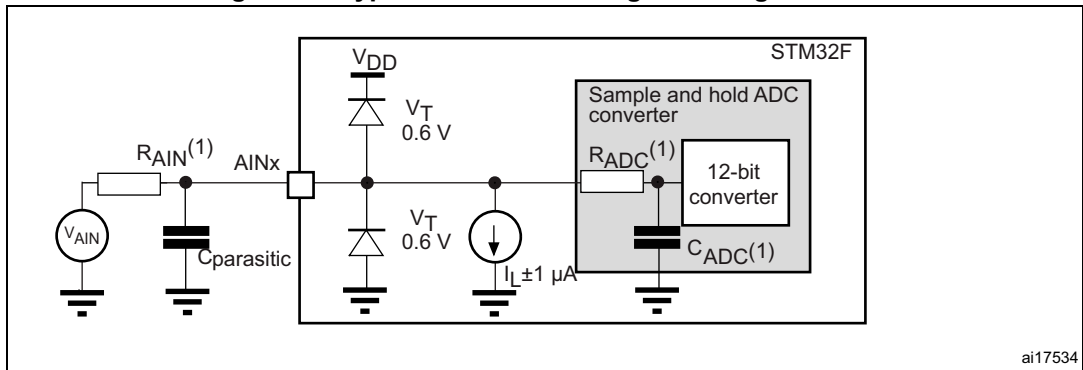 STM32F
VDD
Sample and hold ADC
converter
VT
0.6 V
RAIN(1)
AINx
RADC(1)
12-bit
converter
VAIN
Cparasitic
VT
0.6 V
IL±1 µA
CADC(1)
ai17534